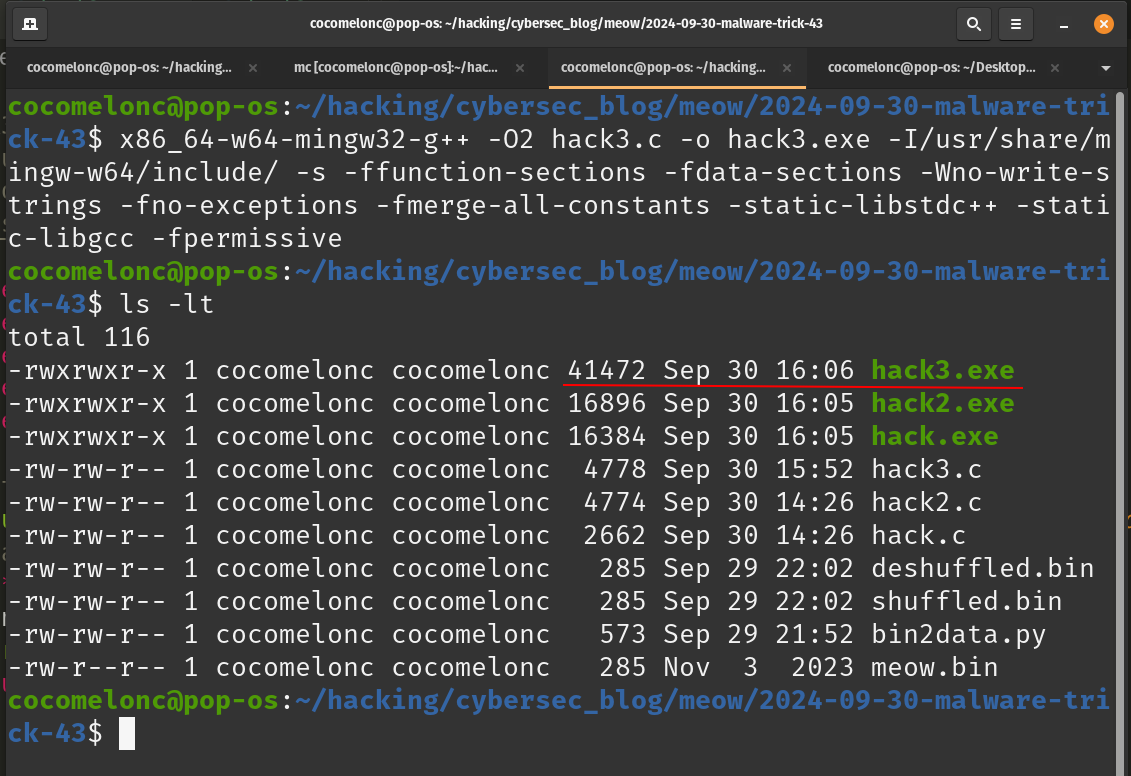 cocomelonc@pop-os: ~/hacking/cybersec_blog/meow/2024-09-30-malware-trick-43
cocomelonc@pop-os: ~/hacking... × mc [cocomelonc@pop-os]:~/hac... × cocomelonc@pop-os: ~/hacking... × cocomelonc@pop-os: ~/Desktop... ×
cocomelonc@pop-os:~/hacking/cybersec_blog/meow/2024-09-30-malware-tri
ck-43$ x86_64-w64-mingw32-g++ -O2 hack3.c -o hack3.exe -I/usr/share/m
ingw-w64/include/ -s -ffunction-sections -fdata-sections -Wno-write-s
trings -fno-exceptions -fmerge-all-constants -static-libstdc++ -stati
c-libgcc -fpermissive
cocomelonc@pop-os:~/hacking/cybersec_blog/meow/2024-09-30-malware-tri
ck-43$ ls -lt
total 116
-rwxrwxr-x 1 cocomelonc cocomelonc 41472 Sep 30 16:06 hack3.exe
-rwxrwxr-x 1 cocomelonc cocomelonc 16896 Sep 30 16:05 hack2.exe
-rwxrwxr-x 1 cocomelonc cocomelonc 16384 Sep 30 16:05 hack.exe
-rw-rw-r-- 1 cocomelonc cocomelonc  4778 Sep 30 15:52 hack3.c
-rw-rw-r-- 1 cocomelonc cocomelonc  4774 Sep 30 14:26 hack2.c
-rw-rw-r-- 1 cocomelonc cocomelonc  2662 Sep 30 14:26 hack.c
-rw-rw-r-- 1 cocomelonc cocomelonc   285 Sep 29 22:02 deshuffled.bin
-rw-rw-r-- 1 cocomelonc cocomelonc   285 Sep 29 22:02 shuffled.bin
-rw-rw-r-- 1 cocomelonc cocomelonc   573 Sep 29 21:52 bin2data.py
-rw-r--r-- 1 cocomelonc cocomelonc   285 Nov  3  2023 meow.bin
cocomelonc@pop-os:~/hacking/cybersec_blog/meow/2024-09-30-malware-tri
ck-43$